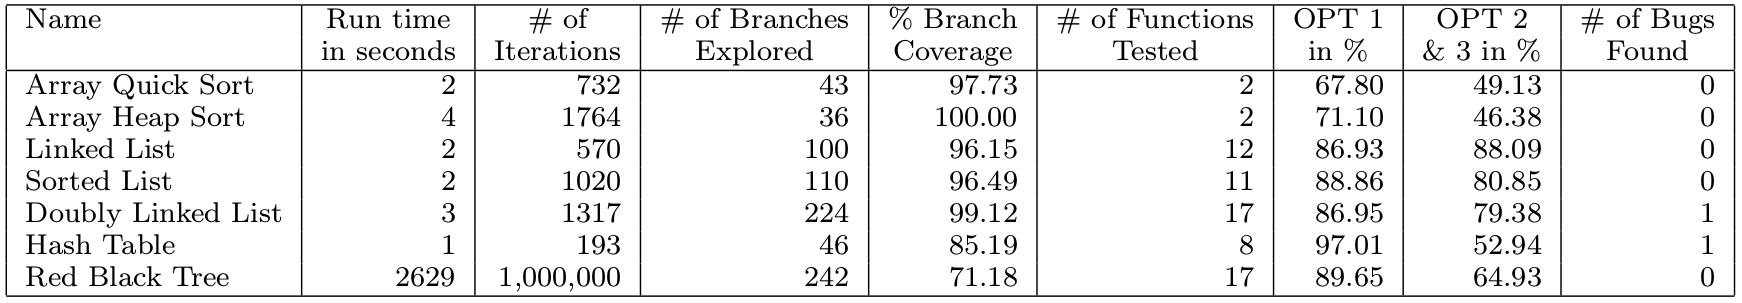 Name Run time # of # of Branches % Branch # of Functions OPT 1 OPT 2 # of Bugs
in seconds Iterations Explored Coverage Tested in % & 3 in % Found
Array Quick Sort 2 732 43 97.73 2 67.80 49.13 0
Array Heap Sort 4 1764 36 100.00 2 71.10 46.38 0
Linked List 2 570 100 96.15 12 86.93 88.09 0
Sorted List 2 1020 110 96.49 11 88.86 80.85 0
Doubly Linked List 3 1317 224 99.12 17 86.95 79.38 1
Hash Table 1 193 46 85.19 8 97.01 52.94 1
Red Black Tree 2629 1,000,000 242 71.18 17 89.65 64.93 0